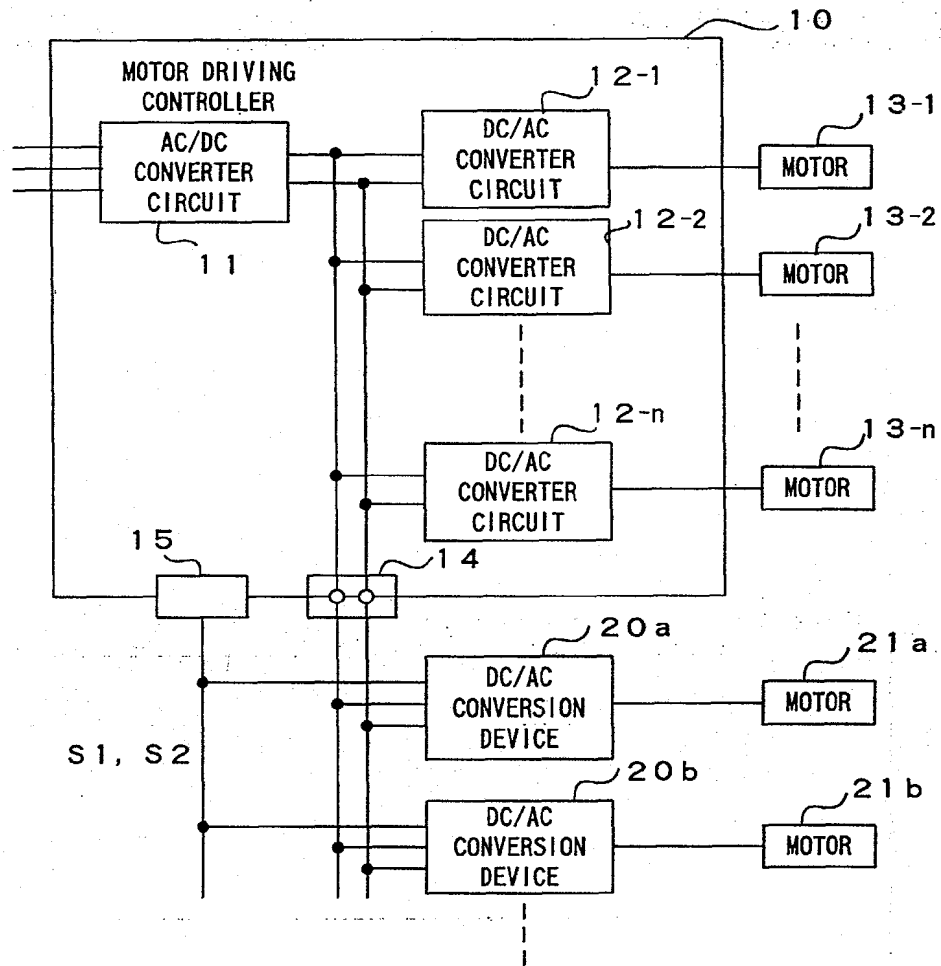 10
MOTOR DRIVING
CONTROLLER
12-1
13-1
AC/DC
CONVERTER
CIRCUIT
DC/AC
CONVERTER
CIRCUIT
MOTOR
11
12-2
13-2
DC/AC
CONVERTER
CIRCUIT
MOTOR
12-n
13-n
DC/AC
CONVERTER
CIRCUIT
MOTOR
15
14
20a
21a
DC/AC
CONVERSION
DEVICE
MOTOR
S1, S2
20b
21b
DC/AC
CONVERSION
DEVICE
MOTOR